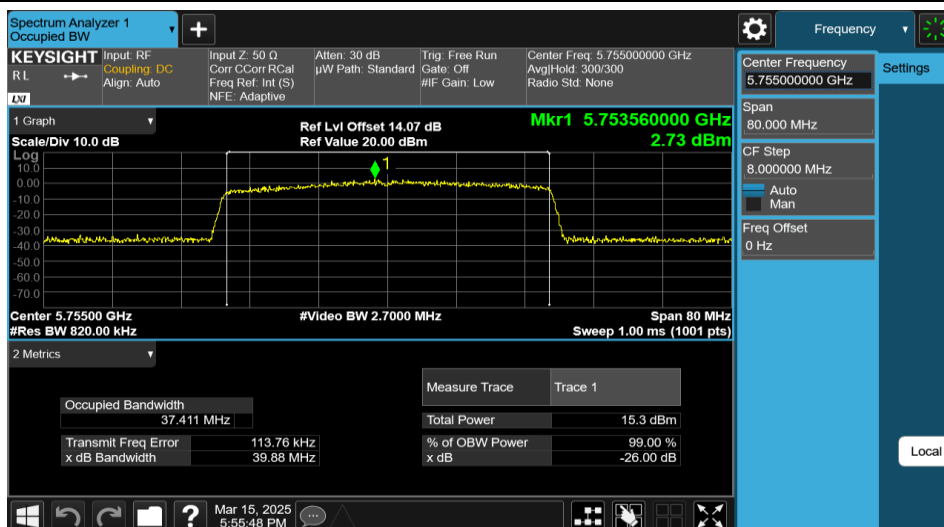 Spectrum Analyzer 1
Occupied BW
Frequency
KEYSIGHT
R L
LXI
Input: RF
Coupling: DC
Align: Auto
Input Z: 50 Ω
Corr CCorr RCal
Freq Ref: Int (S)
NFE: Adaptive
Atten: 30 dB
µW Path: Standard
Trig: Free Run
Gate: Off
#IF Gain: Low
Center Freq: 5.755000000 GHz
Avg|Hold: 300/300
Radio Std: None
Center Frequency
5.755000000 GHz
Settings
Span
80.000 MHz
CF Step
8.000000 MHz
Auto
Man
Freq Offset
0 Hz
Local
1 Graph
Scale/Div 10.0 dB
Ref Lvl Offset 14.07 dB
Ref Value 20.00 dBm
Mkr1 5.753560000 GHz
2.73 dBm
Log
10.0
0.00
-10.0
-20.0
-30.0
-40.0
-50.0
-60.0
-70.0
1
Center 5.75500 GHz
#Res BW 820.00 kHz
#Video BW 2.7000 MHz
Span 80 MHz
Sweep 1.00 ms (1001 pts)
2 Metrics
Measure Trace Trace 1
Occupied Bandwidth
37.411 MHz
Total Power 15.3 dBm
Transmit Freq Error 113.76 kHz
% of OBW Power 99.00 %
x dB Bandwidth 39.88 MHz
x dB -26.00 dB
?
Mar 15, 2025
5:55:48 PM